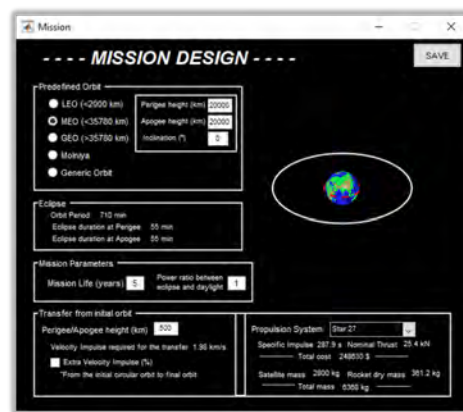 Mission
- - - - MISSION DESIGN - - - -
SAVE
Predefined Orbit
LEO (<2000 km)
MEO (<35780 km)
GEO (>35780 km)
Molniya
Generic Orbit
Perigee height (km) 20000
Apogee height (km) 20000
Inclination (°) 0
Eclipse
Orbit Period 710 min
Eclipse duration at Perigee 55 min
Eclipse duration at Apogee 55 min
Mission Parameters
Mission Life (years) 5
Power ratio between
eclipse and daylight 1
Transfer from initial orbit
Perigee/Apogee height (km) 500
Velocity Impulse required for the transfer 1.96 km/s
Extra Velocity Impulse (%)
*From the initial circular orbit to final orbit
Propulsion System: Star 27
Specific Impulse 287.9 s Nominal Thrust 25.4 kN
Total cost 248630 $
Satellite mass 2800 kg Rocket dry mass 361.2 kg
Total mass 6368 kg